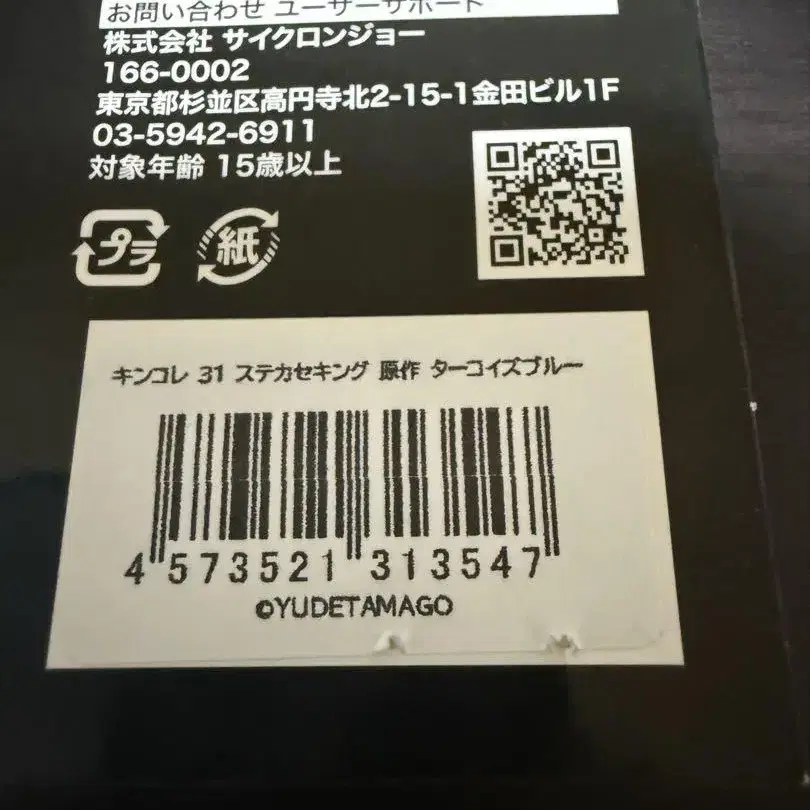 お問い合わせ ユーザーサポート
株式会社 サイクロンジョー
166-0002
東京都杉並区高円寺北2-15-1金田ビル1F
03-5942-6911
対象年齢 15歳以上
プラ
紙
キンコレ 31 ステカセキング 原作 ターコイズブルー
4 573521 313547
©YUDETAMAGO